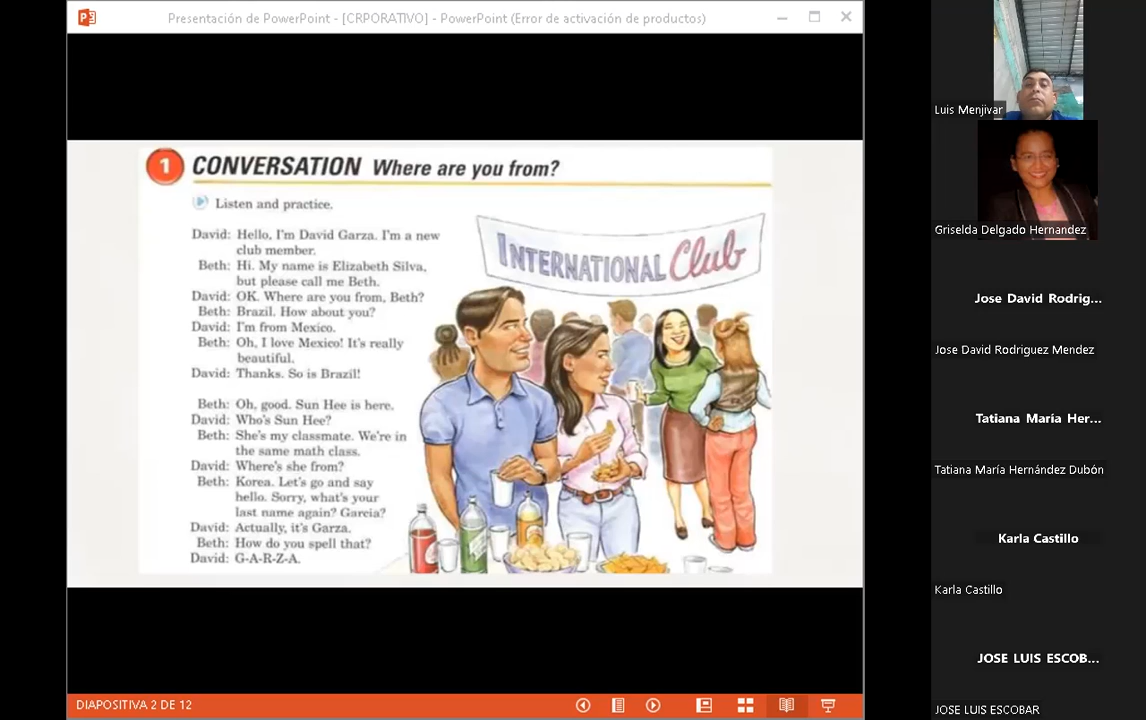 Presentación de PowerPoint - [CRPORATIVO] - PowerPoint (Error de activación de productos)
1 CONVERSATION Where are you from?
Listen and practice.
David: Hello, I'm David Garza. I'm a new
club member.
Beth: Hi. My name is Elizabeth Silva,
but please call me Beth.
David: OK. Where are you from, Beth?
Beth: Brazil. How about you?
David: I'm from Mexico.
Beth: Oh, I love Mexico! It's really
beautiful.
David: Thanks. So is Brazil!
Beth: Oh, good. Sun Hee is here.
David: Who's Sun Hee?
Beth: She's my classmate. We're in
the same math class.
David: Where's she from?
Beth: Korea. Let's go and say
hello. Sorry, what's your
last name again? Garcia?
David: Actually, it's Garza.
Beth: How do you spell that?
David: G-A-R-Z-A.
INTERNATIONAL Club
DIAPOSITIVA 2 DE 12
Luis Menjivar
Griselda Delgado Hernandez
Jose David Rodrig...
Jose David Rodriguez Mendez
Tatiana María Her...
Tatiana María Hernández Dubón
Karla Castillo
Karla Castillo
JOSE LUIS ESCOB...
JOSE LUIS ESCOBAR